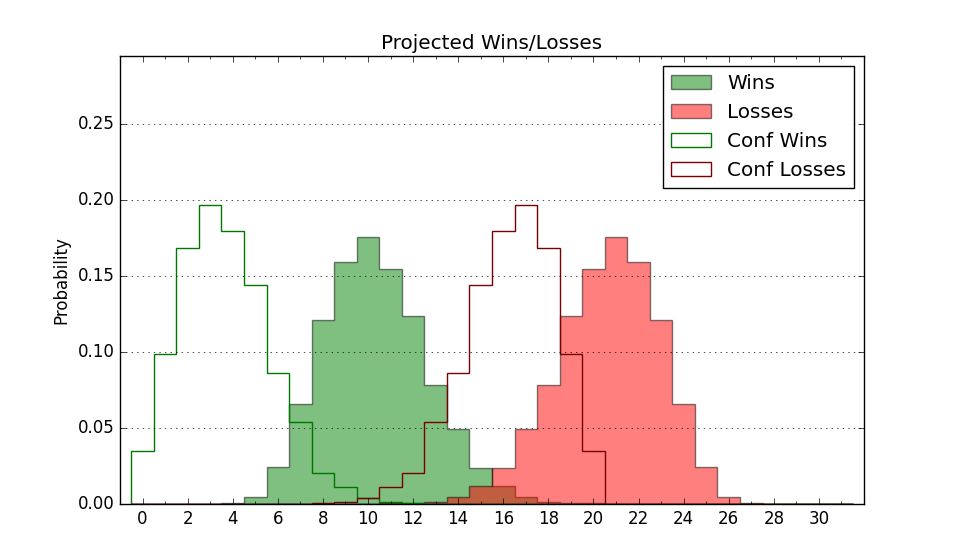 Projected Wins/Losses
Wins
Losses
Conf Wins
Conf Losses
Probability
0.25
0.20
0.15
0.10
0.05
0.00
0 2 4 6 8 10 12 14 16 18 20 22 24 26 28 30